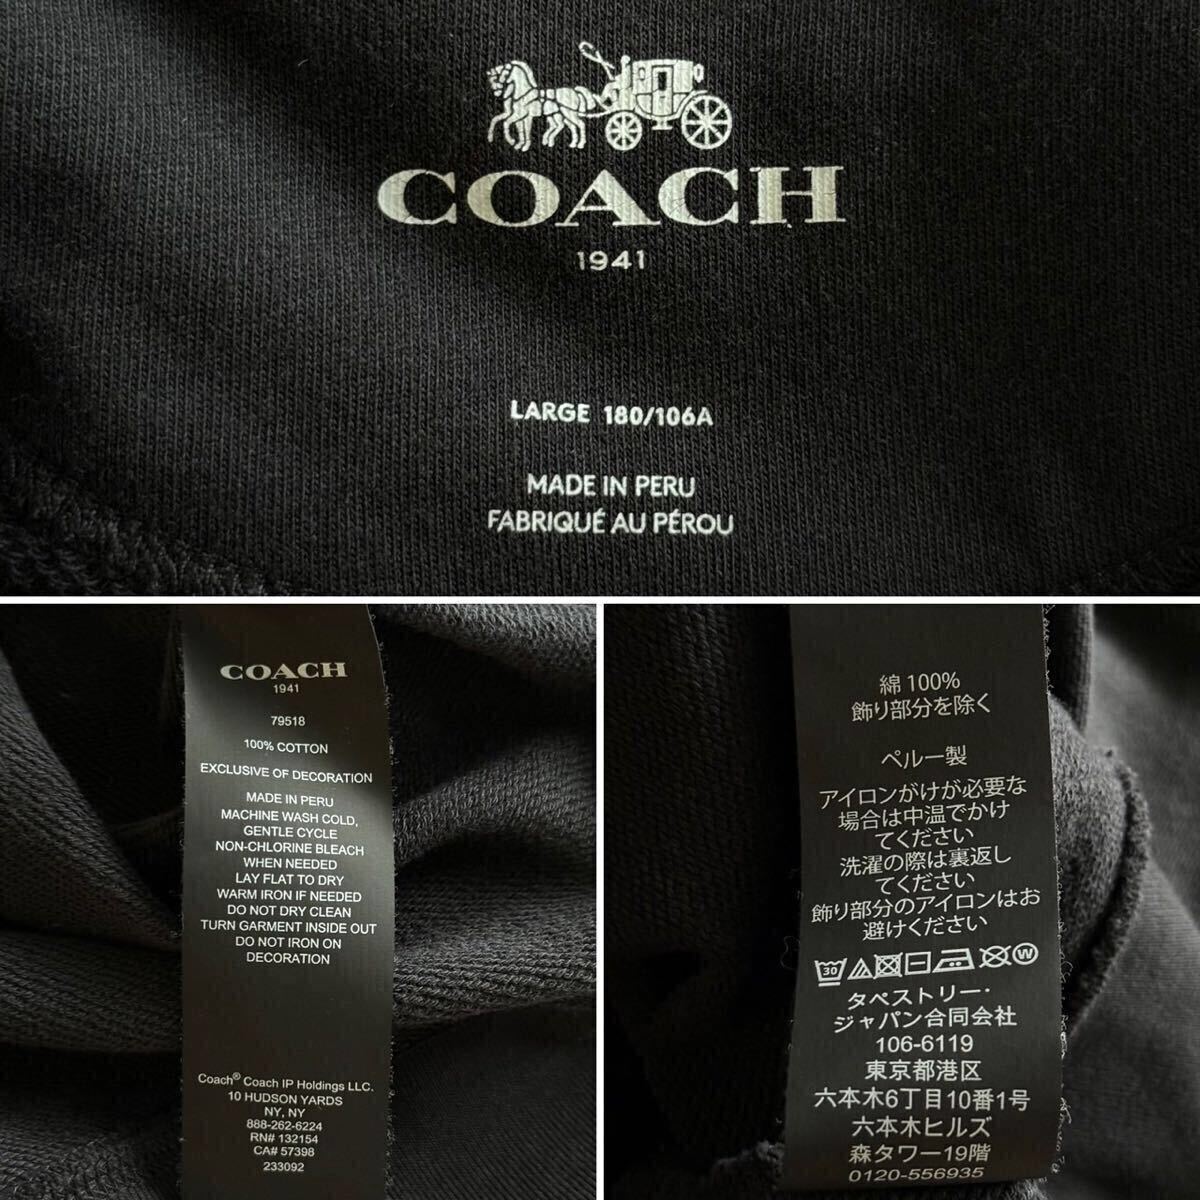 COACH
1941
LARGE 180/106A
MADE IN PERU
FABRIQUÉ AU PÉROU
COACH
1941
79518
100% COTTON
EXCLUSIVE OF DECORATION
MADE IN PERU
MACHINE WASH COLD,
GENTLE CYCLE
NON-CHLORINE BLEACH
WHEN NEEDED
LAY FLAT TO DRY
WARM IRON IF NEEDED
DO NOT DRY CLEAN
TURN GARMENT INSIDE OUT
DO NOT IRON ON
DECORATION
Coach® Coach IP Holdings LLC.
10 HUDSON YARDS
NY, NY
888-262-6224
RN# 132154
CA# 57398
233092
綿100%
飾り部分を除く
ペルー製
アイロンがけが必要な
場合は中温でかけ
てください
洗濯の際は裏返し
てください
飾り部分のアイロンはお
避けください
30 W
タペストリー・
ジャパン合同会社
106-6119
東京都港区
六本木6丁目10番1号
六本木ヒルズ
森タワー19階
0120-556935